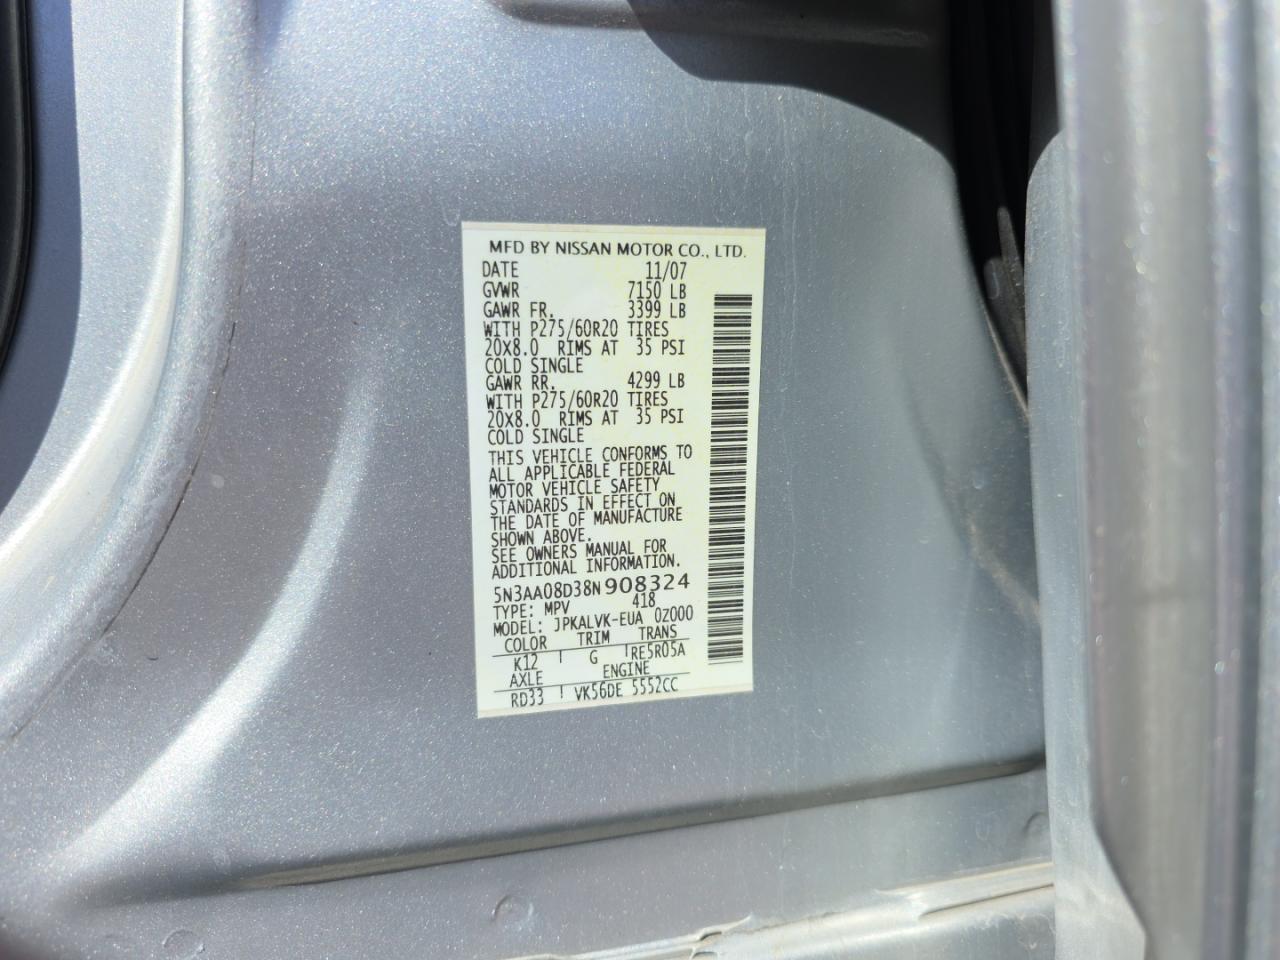 MFD BY NISSAN MOTOR CO., LTD.
DATE 11/07
GVWR 7150 LB
GAWR FR. 3399 LB
WITH P275/60R20 TIRES
20X8.0 RIMS AT 35 PSI
COLD SINGLE
GAWR RR. 4299 LB
WITH P275/60R20 TIRES
20X8.0 RIMS AT 35 PSI
COLD SINGLE
THIS VEHICLE CONFORMS TO
ALL APPLICABLE FEDERAL
MOTOR VEHICLE SAFETY
STANDARDS IN EFFECT ON
THE DATE OF MANUFACTURE
SHOWN ABOVE.
SEE OWNERS MANUAL FOR
ADDITIONAL INFORMATION.
5N3AA08D38N908324
TYPE: MPV 418
MODEL: JPKALVK-EUA 0Z000
COLOR TRIM TRANS
K12 G RE5R05A
AXLE ENGINE
RD33 VK56DE 5552CC